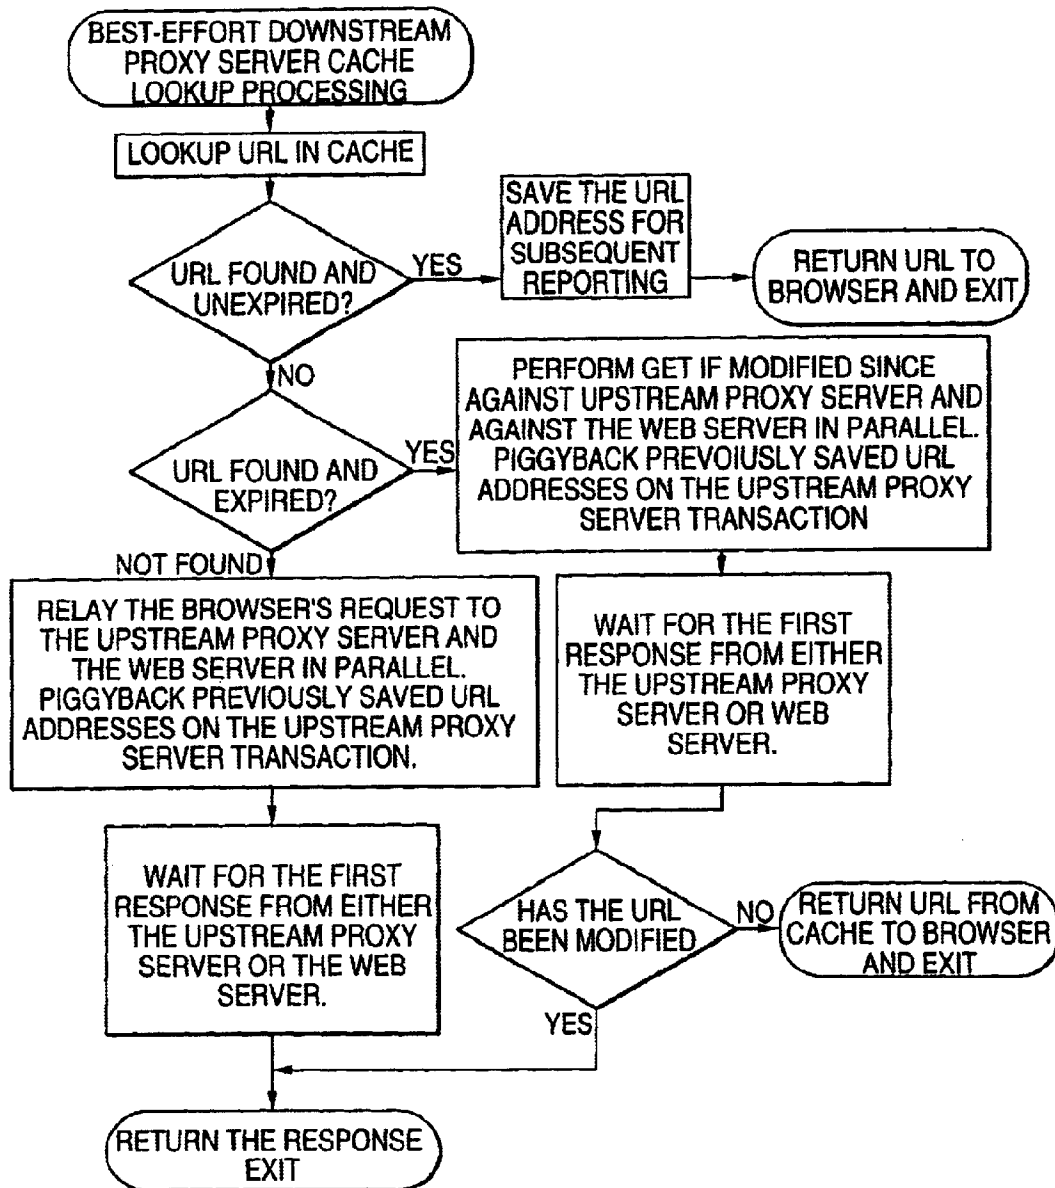 BEST-EFFORT DOWNSTREAM
PROXY SERVER CACHE
LOOKUP PROCESSING
LOOKUP URL IN CACHE
URL FOUND AND
UNEXPIRED?
YES
SAVE THE URL
ADDRESS FOR
SUBSEQUENT
REPORTING
RETURN URL TO
BROWSER AND EXIT
NO
URL FOUND AND
EXPIRED?
YES
PERFORM GET IF MODIFIED SINCE
AGAINST UPSTREAM PROXY SERVER AND
AGAINST THE WEB SERVER IN PARALLEL.
PIGGYBACK PREVOIUSLY SAVED URL
ADDRESSES ON THE UPSTREAM PROXY
SERVER TRANSACTION
NOT FOUND
RELAY THE BROWSER'S REQUEST TO
THE UPSTREAM PROXY SERVER AND
THE WEB SERVER IN PARALLEL.
PIGGYBACK PREVIOUSLY SAVED URL
ADDRESSES ON THE UPSTREAM PROXY
SERVER TRANSACTION.
WAIT FOR THE FIRST
RESPONSE FROM EITHER
THE UPSTREAM PROXY
SERVER OR WEB
SERVER.
WAIT FOR THE FIRST
RESPONSE FROM EITHER
THE UPSTREAM PROXY
SERVER OR THE WEB
SERVER.
HAS THE URL
BEEN MODIFIED
NO
RETURN URL FROM
CACHE TO BROWSER
AND EXIT
YES
RETURN THE RESPONSE
EXIT